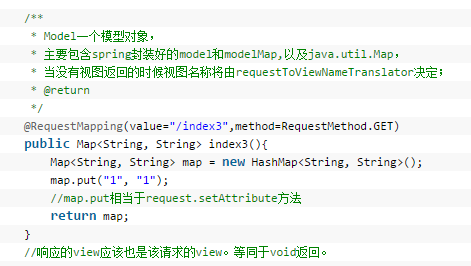 /**
* Model一个模型对象，
* 主要包含spring封装好的model和modelMap,以及java.util.Map，
* 当没有视图返回的时候视图名称将由requestToViewNameTranslator决定；
* @return
*/
@RequestMapping(value="/index3",method=RequestMethod.GET)
public Map<String, String> index3(){
Map<String, String> map = new HashMap<String, String>();
map.put("1", "1");
//map.put相当于request.setAttribute方法
return map;
}
//响应的view应该也是该请求的view。等同于void返回。